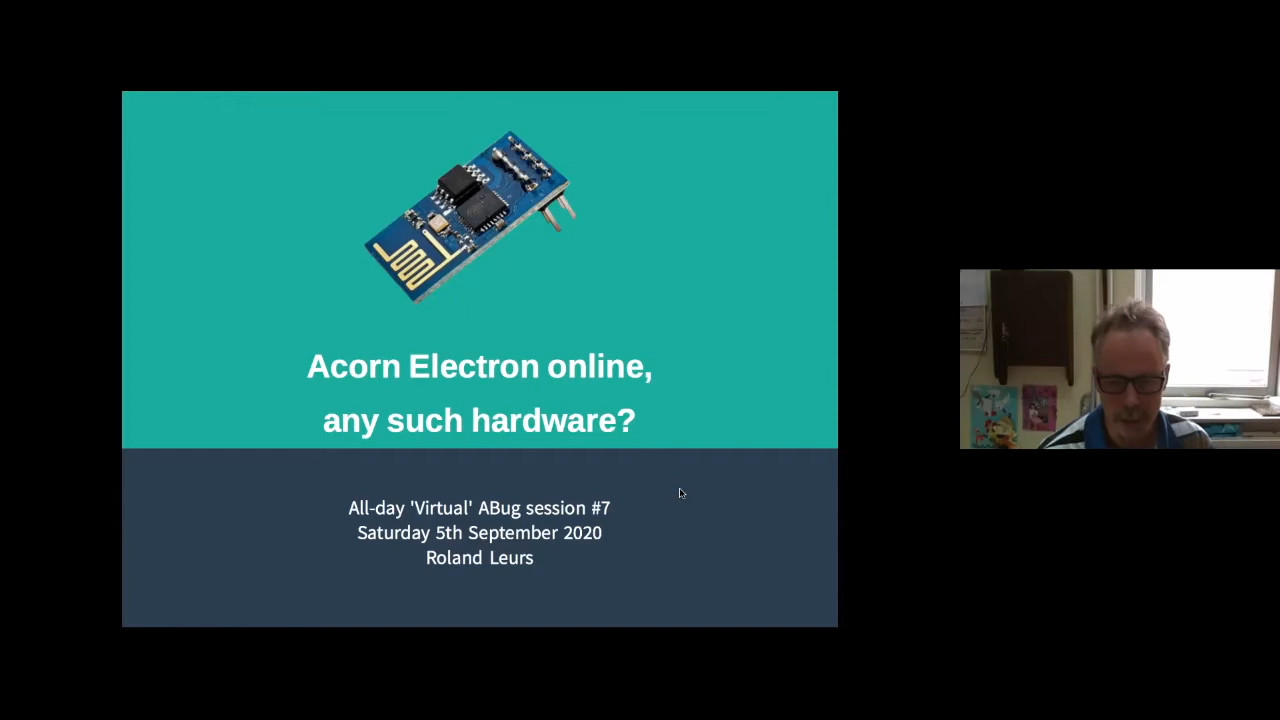 Acorn Electron online,
any such hardware?
All-day 'Virtual' ABug session #7
Saturday 5th September 2020
Roland Leurs